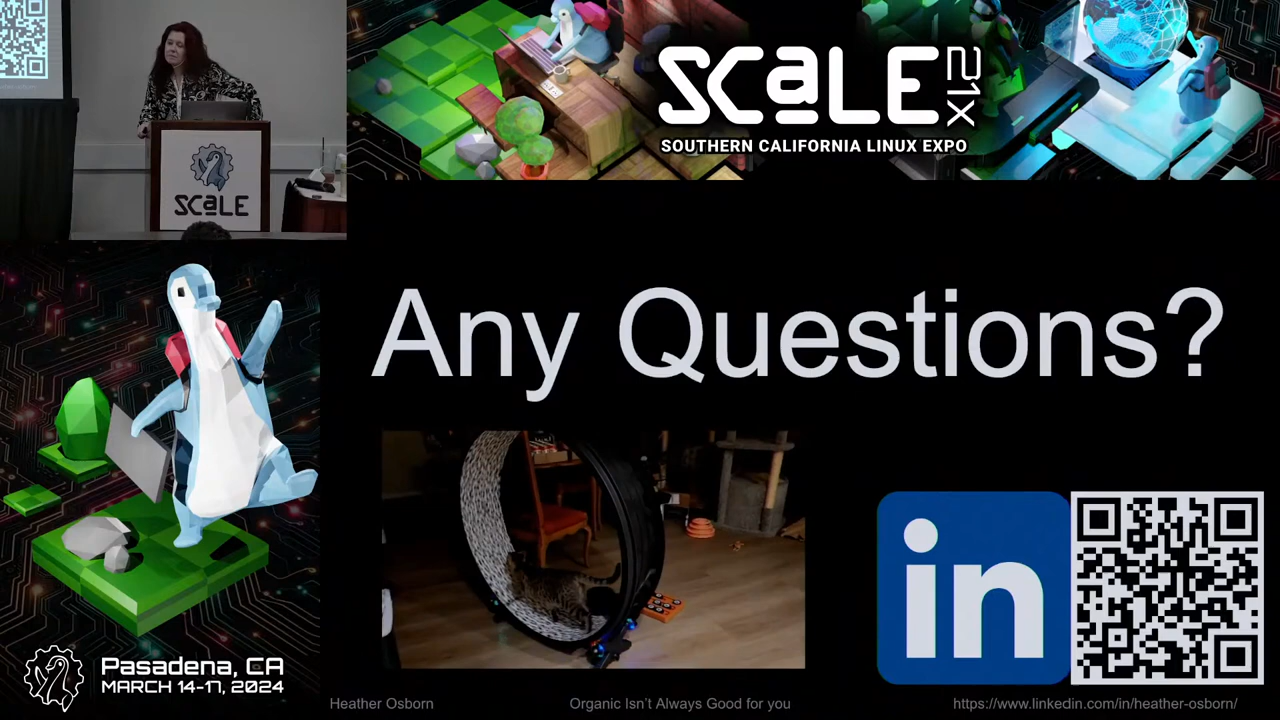 SCALE
SCALE
21X
SOUTHERN CALIFORNIA LINUX EXPO
Any Questions?
in
Pasadena, CA
MARCH 14-17, 2024
Heather Osborn
Organic Isn't Always Good for you
https://www.linkedin.com/in/heather-osborn/